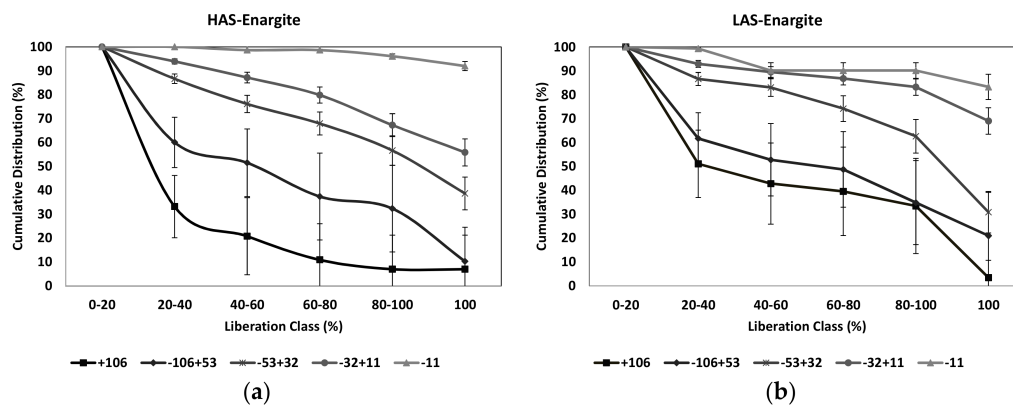 HAS-Enargite
100
90
80
70
60
50
40
30
20
10
0
Cumulative Distribution (%)
0-20 20-40 40-60 60-80 80-100 100
Liberation Class (%)
+106 -106+53 -53+32 -32+11 -11
(a)
LAS-Enargite
100
90
80
70
60
50
40
30
20
10
0
Cumulative Distribution (%)
0-20 20-40 40-60 60-80 80-100 100
Liberation Class (%)
+106 -106+53 -53+32 -32+11 -11
(b)